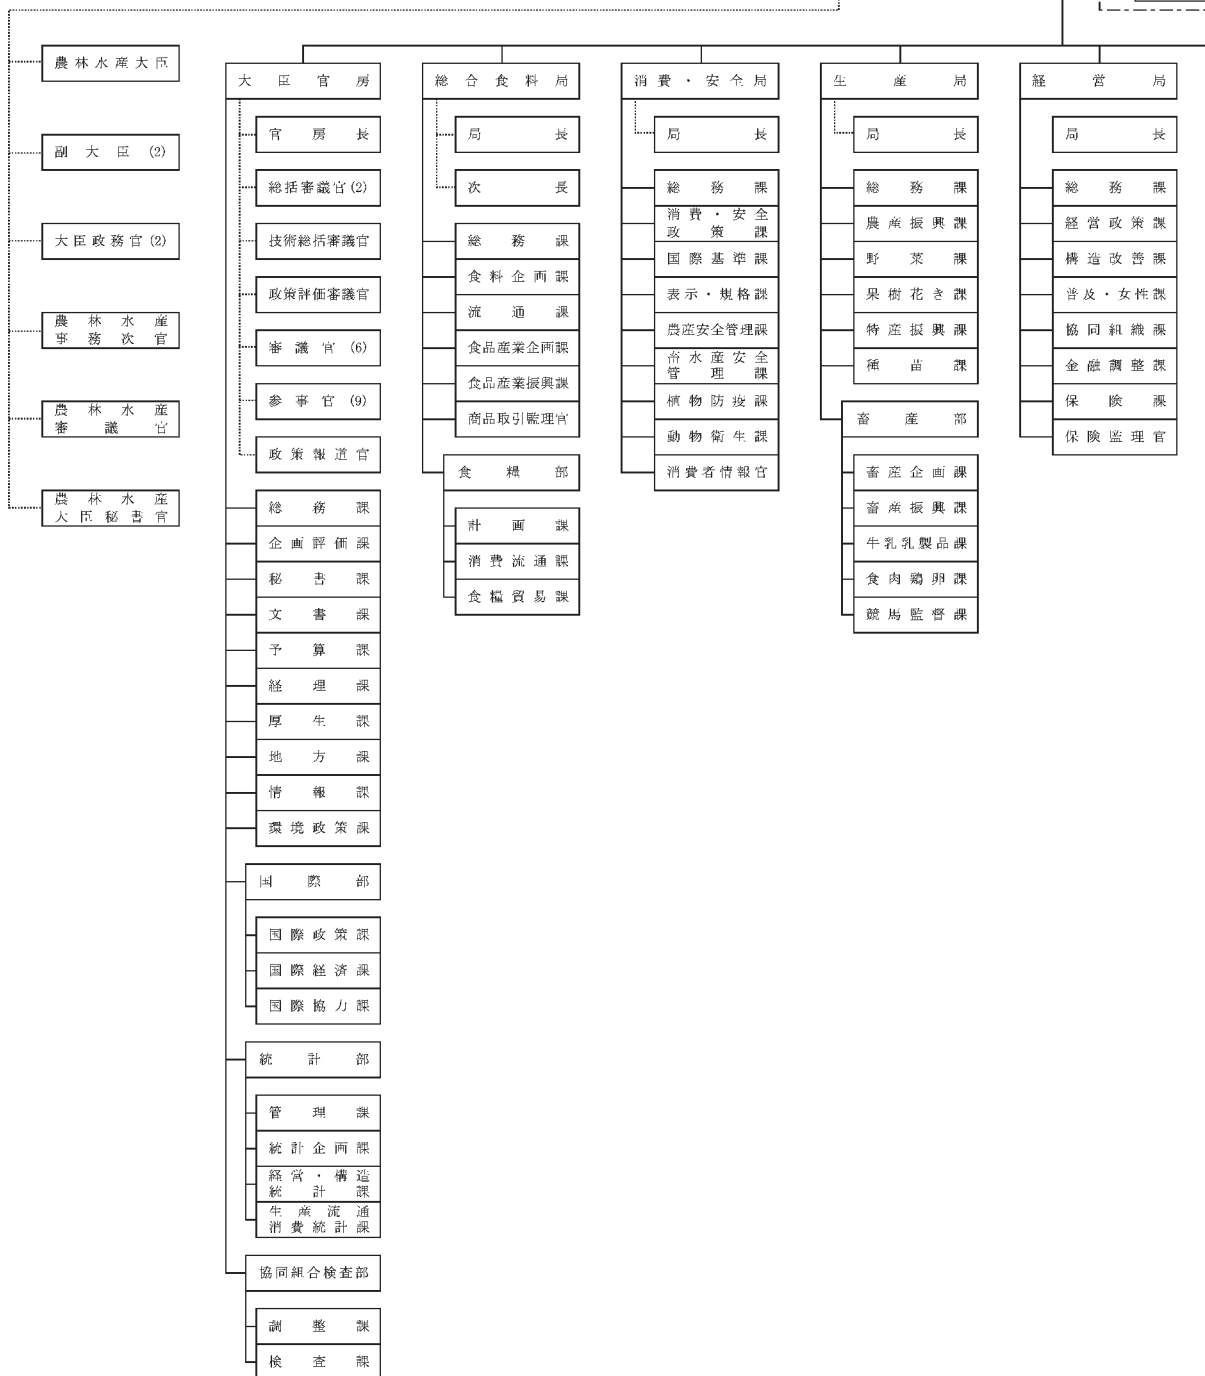 農林水産大臣
副大臣(2)
大臣政務官(2)
農林水産
事務次官
農林水産
審議官
農林水産
大臣秘書官
大臣官房
官房長
総括審議官(2)
技術総括審議官
政策評価審議官
審議官(6)
参事官(9)
政策報道官
総務課
企画評価課
秘書課
文書課
予算課
経理課
厚生課
地方課
情報課
環境政策課
国際部
国際政策課
国際経済課
国際協力課
統計部
管理課
統計企画課
経営・構造
統計課
生産流通
消費統計課
協同組合検査部
調整課
検査課
総合食料局
局長
次長
総務課
食料企画課
流通課
食品産業企画課
食品産業振興課
商品取引監理官
食糧部
計画課
消費流通課
食糧貿易課
消費・安全局
局長
総務課
消費・安全
政策課
国際基準課
表示・規格課
農産安全管理課
畜水産安全
管理課
植物防疫課
動物衛生課
消費者情報官
生産局
局長
総務課
農産振興課
野菜課
果樹花き課
特産振興課
種苗課
畜産部
畜産企画課
畜産振興課
牛乳乳製品課
食肉鶏卵課
競馬監督課
経営局
局長
総務課
経営政策課
構造改善課
普及・女性課
協同組織課
金融調整課
保険課
保険監理官